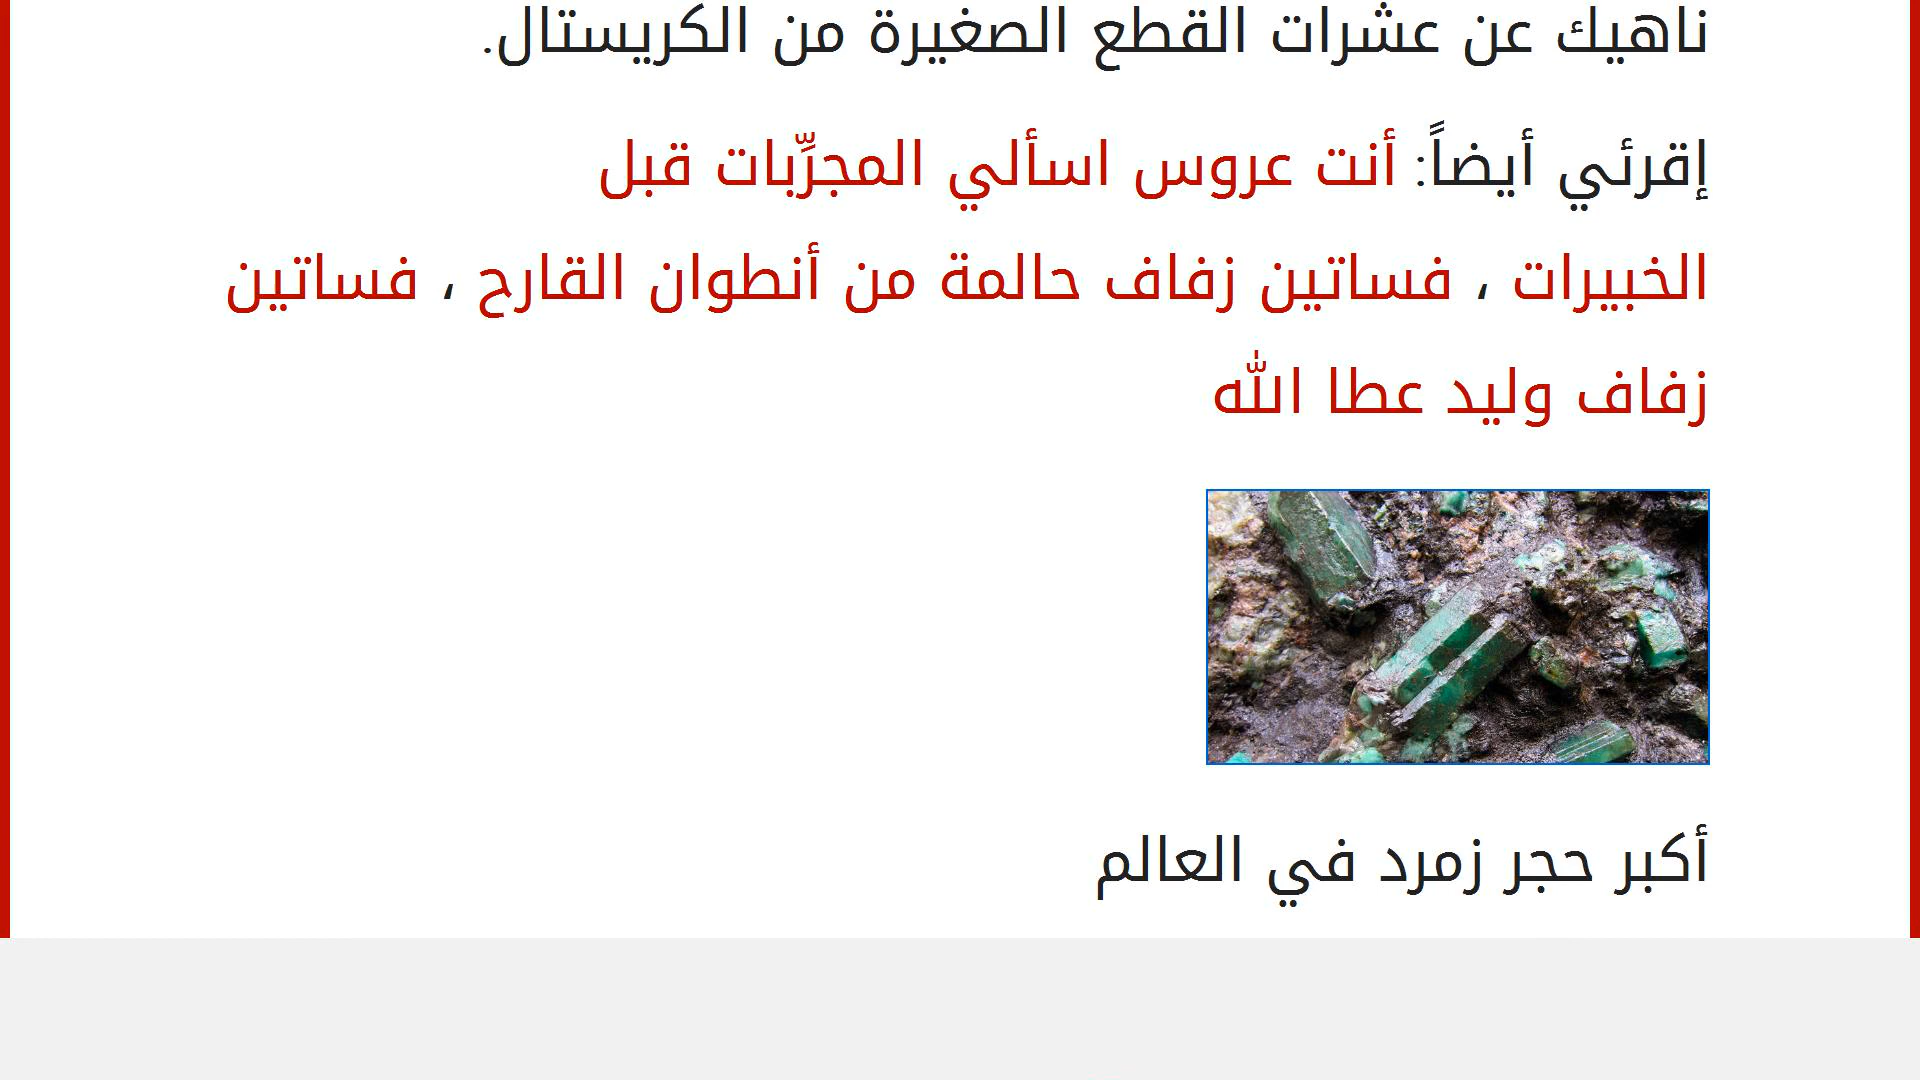 ناهيك عن عشرات القطع الصغيرة من الكريستال.
إقرئي أيضاً: أنت عروس اسألي المجرِّبات قبل
الخبيرات ، فساتين زفاف حالمة من أنطوان القارح ، فساتين
زفاف وليد عطا الله
أكبر حجر زمرد في العالم